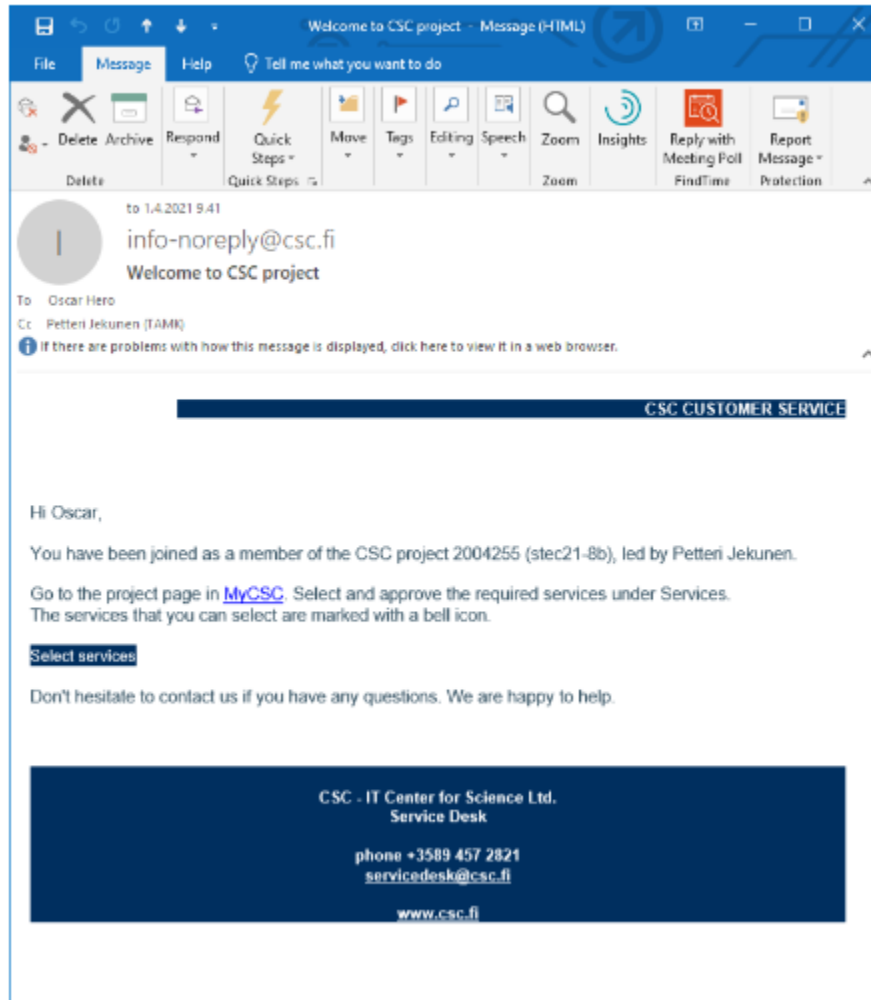 Welcome to CSC project - Message (HTML)
File Message Help Tell me what you want to do
Delete Archive Respond Quick Steps Move Tags Editing Speech Zoom Insights Reply with Meeting Poll Report Message
Delete Quick Steps Zoom FindTime Protection
to 1.4.2021 9.41
I
info-noreply@csc.fi
Welcome to CSC project
To Oscar Hero
Cc Petteri Jekunen (TAMK)
If there are problems with how this message is displayed, click here to view it in a web browser.
CSC CUSTOMER SERVICE
Hi Oscar,
You have been joined as a member of the CSC project 2004255 (stec21-8b), led by Petteri Jekunen.
Go to the project page in MyCSC. Select and approve the required services under Services.
The services that you can select are marked with a bell icon.
Select services
Don't hesitate to contact us if you have any questions. We are happy to help.
CSC - IT Center for Science Ltd.
Service Desk
phone +3589 457 2821
servicedesk@csc.fi
www.csc.fi